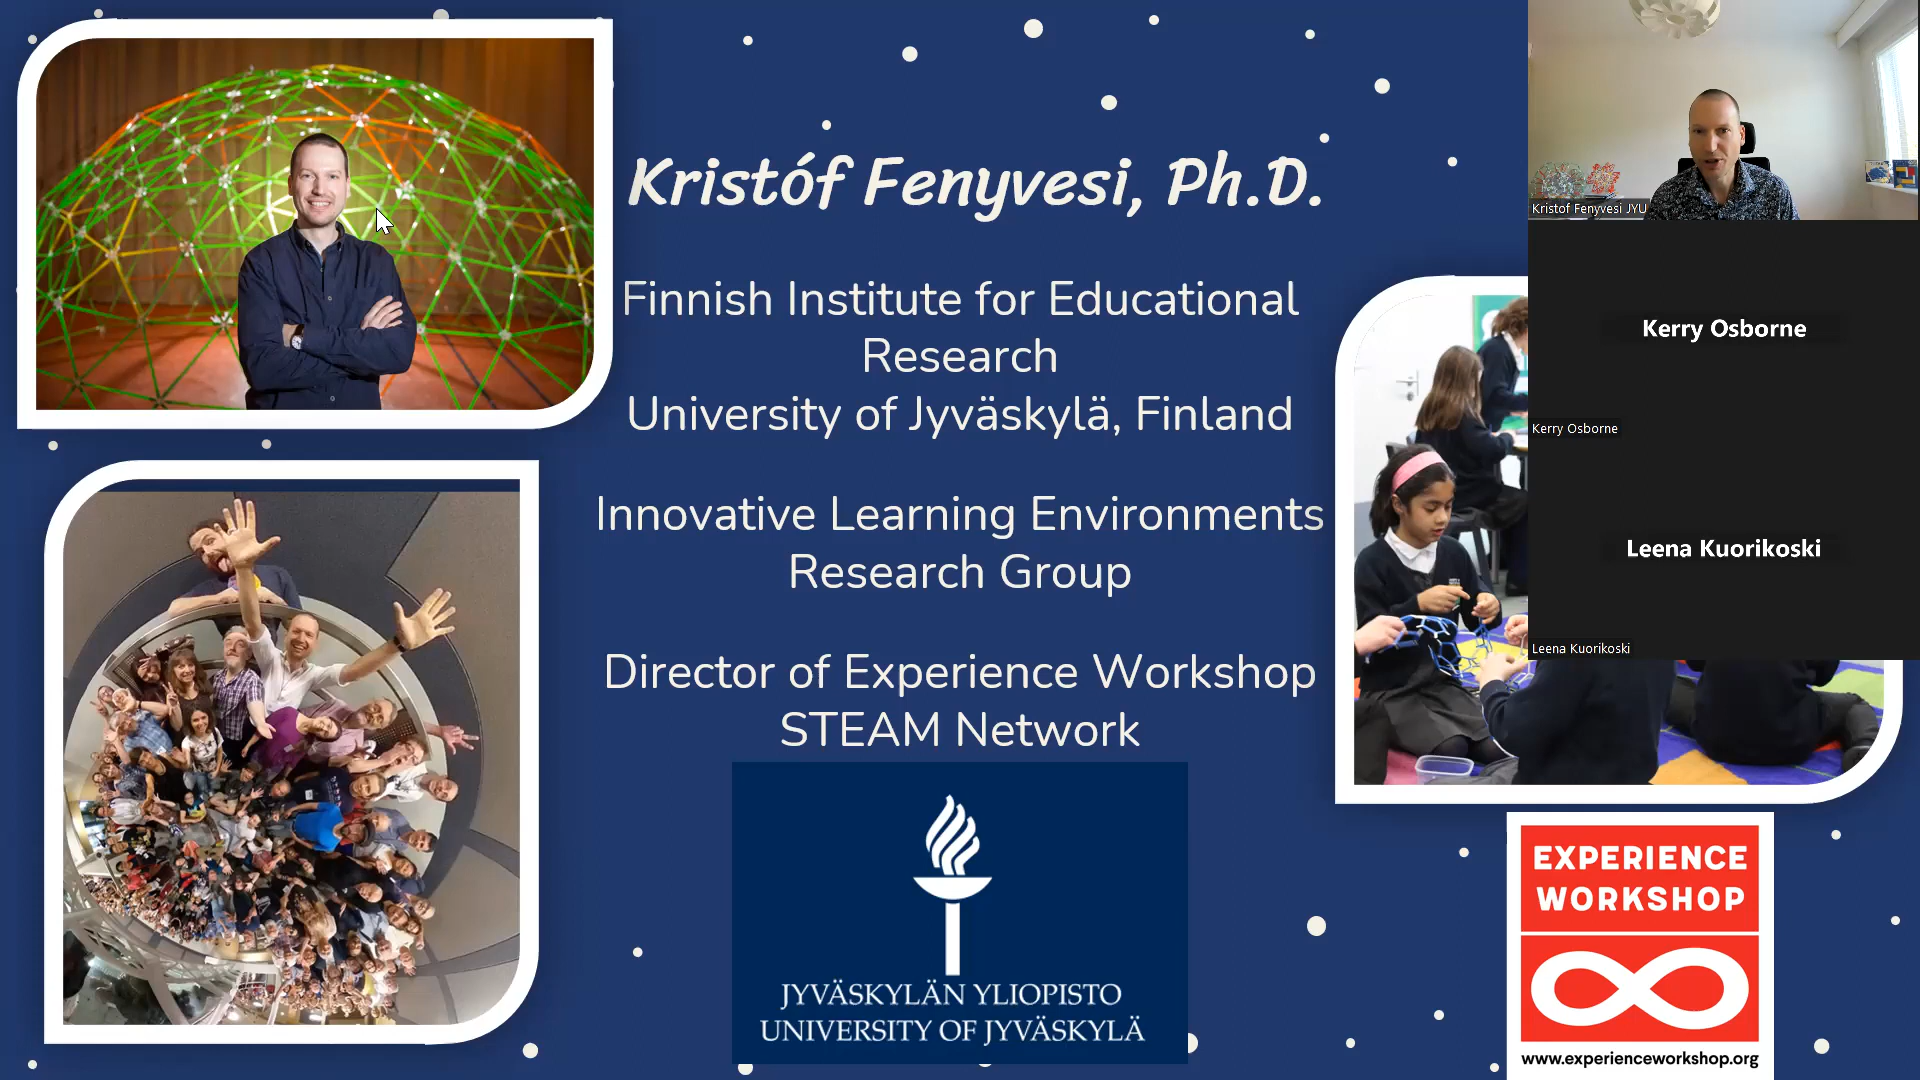 Kristóf Fenyvesi, Ph.D.
Finnish Institute for Educational
Research
University of Jyväskylä, Finland
Innovative Learning Environments
Research Group
Director of Experience Workshop
STEAM Network
JYVÄSKYLÄN YLIOPISTO
UNIVERSITY OF JYVÄSKYLÄ
Kristof Fenyvesi JYU
Kerry Osborne
Kerry Osborne
Leena Kuorikoski
Leena Kuorikoski
EXPERIENCE
WORKSHOP
www.experienceworkshop.org